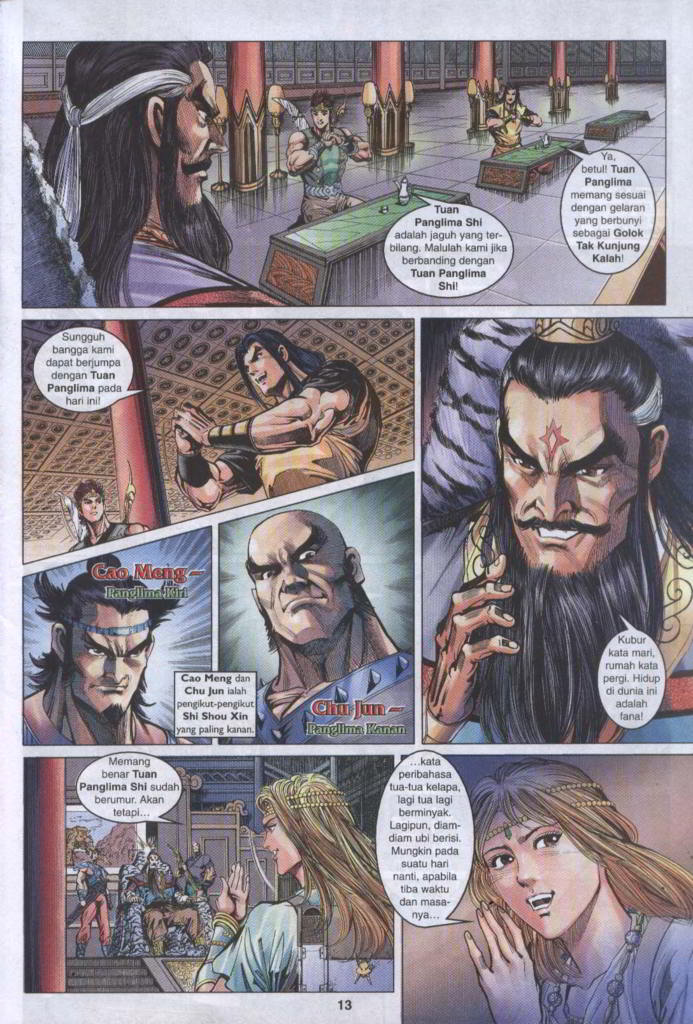 Tuan
Panglima Shi
adalah jaguh yang ter-
bilang. Malulah kami jika
berbanding dengan
Tuan Panglima
Shi!
Ya,
betul! Tuan
Panglima
memang sesuai
dengan gelaran
yang berbunyi
sebagai Golok
Tak Kunjung
Kalah!
Sungguh
bangga kami
dapat berjumpa
dengan Tuan
Panglima pada
hari ini!
Cao Meng –
Panglima Kiri
Cao Meng dan
Chu Jun ialah
pengikut-pengikut
Shi Shou Xin
yang paling kanan.
Chu Jun –
Panglima Kanan
Kubur
kata mari,
rumah kata
pergi. Hidup
di dunia ini
adalah
fana!
Memang
benar Tuan
Panglima Shi sudah
berumur. Akan
tetapi...
...kata
peribahasa
tua-tua kelapa,
lagi tua lagi
berminyak.
Lagipun, diam-
diam ubi berisi.
Mungkin pada
suatu hari
nanti, apabila
tiba waktu
dan masa-
nya...
13